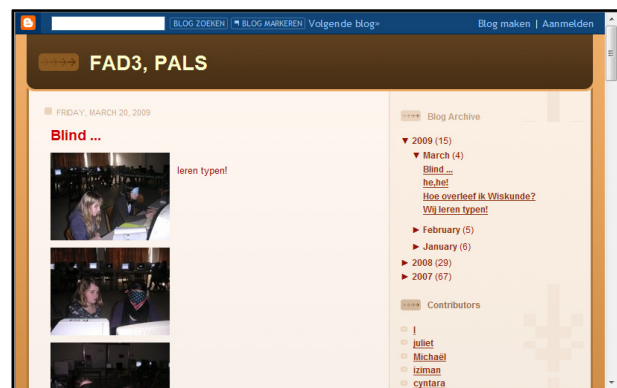 BLOG ZOEKEN BLOG MARKEREN Volgende blog» Blog maken | Aanmelden
FAD3, PALS
FRIDAY, MARCH 20, 2009
Blind ...
leren typen!
Blog Archive
▼ 2009 (15)
▼ March (4)
Blind ...
he,he!
Hoe overleef ik Wiskunde?
Wij leren typen!
► February (5)
► January (6)
► 2008 (29)
► 2007 (67)
Contributors
I
juliet
Michaël
iziman
cyntara